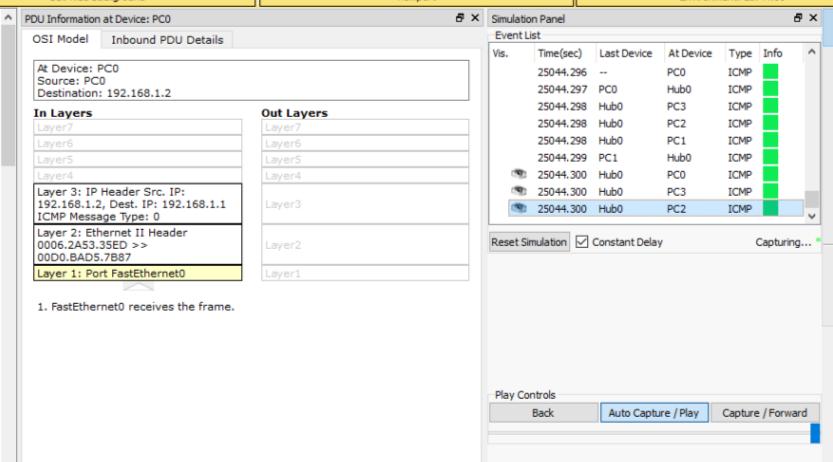 PDU Information at Device: PC0
OSI Model Inbound PDU Details
At Device: PC0
Source: PC0
Destination: 192.168.1.2
In Layers Out Layers
Layer7 Layer7
Layer6 Layer6
Layer5 Layer5
Layer4 Layer4
Layer 3: IP Header Src. IP:
192.168.1.2, Dest. IP: 192.168.1.1
ICMP Message Type: 0
Layer3
Layer 2: Ethernet II Header
0006.2A53.35ED >>
00D0.BAD5.7B87
Layer2
Layer 1: Port FastEthernet0 Layer1
1. FastEthernet0 receives the frame.
Simulation Panel
Event List
Vis. Time(sec) Last Device At Device Type Info
25044.296 -- PC0 ICMP
25044.297 PC0 Hub0 ICMP
25044.298 Hub0 PC3 ICMP
25044.298 Hub0 PC2 ICMP
25044.298 Hub0 PC1 ICMP
25044.299 PC1 Hub0 ICMP
25044.300 Hub0 PC0 ICMP
25044.300 Hub0 PC3 ICMP
25044.300 Hub0 PC2 ICMP
Reset Simulation Constant Delay Capturing...
Play Controls
Back Auto Capture / Play Capture / Forward